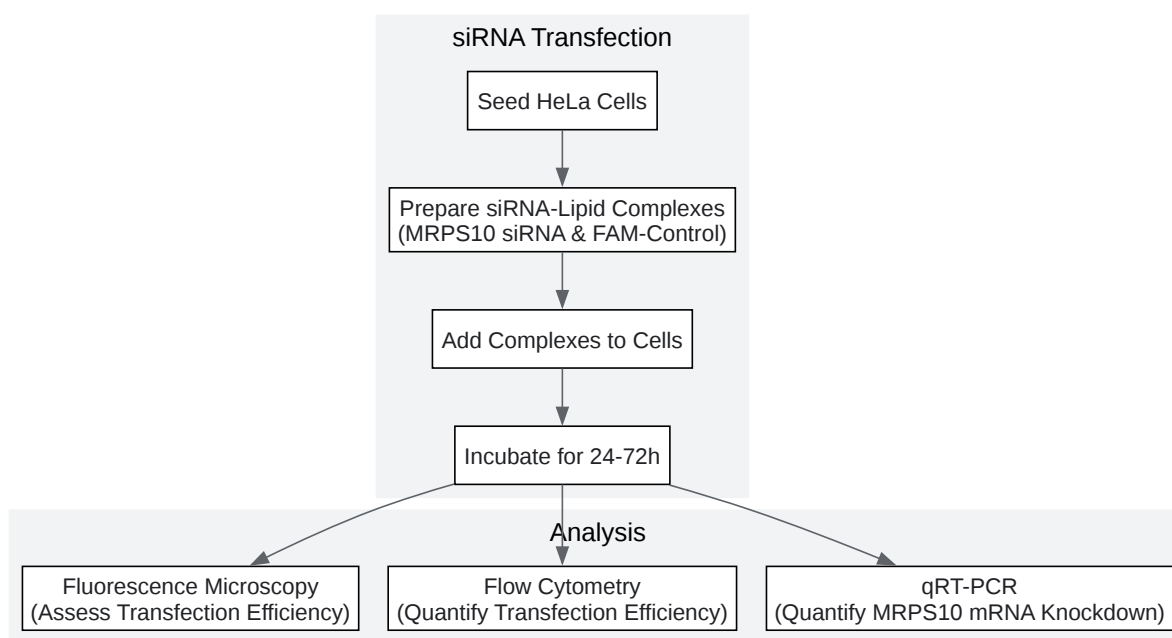 siRNA Transfection
Seed HeLa Cells
Prepare siRNA-Lipid Complexes
(MRPS10 siRNA & FAM-Control)
Add Complexes to Cells
Incubate for 24-72h
Analysis
Fluorescence Microscopy
(Assess Transfection Efficiency)
Flow Cytometry
(Quantify Transfection Efficiency)
qRT-PCR
(Quantify MRPS10 mRNA Knockdown)